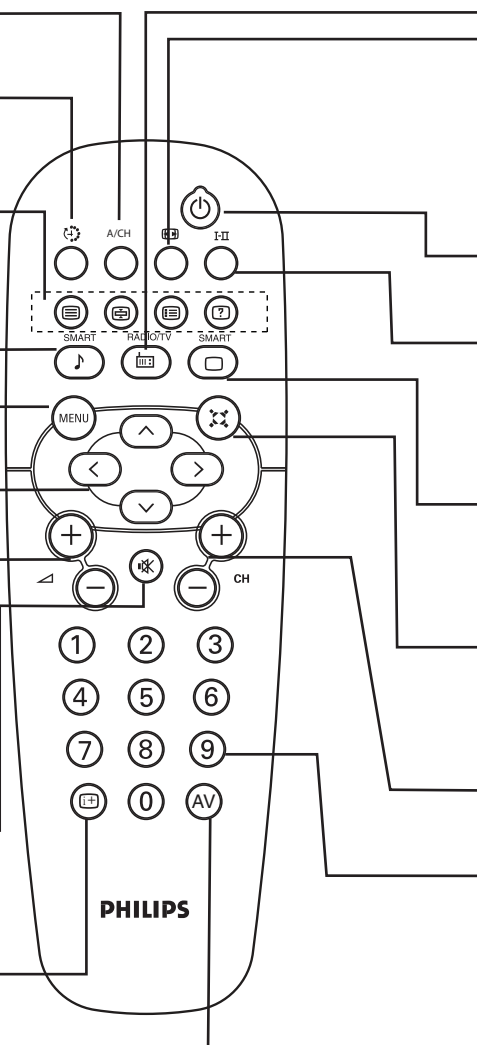 A/CH I-II
?
SMART RADIO/TV SMART
MENU
CH
1 2 3
4 5 6
7 8 9
i+ 0 AV
PHILIPS